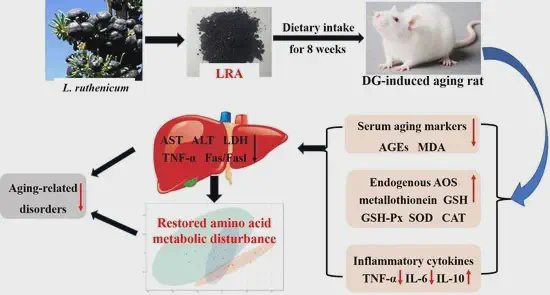 Dietary intake
for 8 weeks
L. ruthenicum
LRA
DG-induced aging rat
Serum aging markers
AGEs MDA
Endogenous AOS
metallothionein GSH
GSH-Px SOD CAT
Inflammatory cytokines
TNF-α↓ IL-6↓ IL-10↑
AST ALT LDH
TNF-α Fas/Fasl
Restored amino acid
metabolic disturbance
Aging-related
disorders